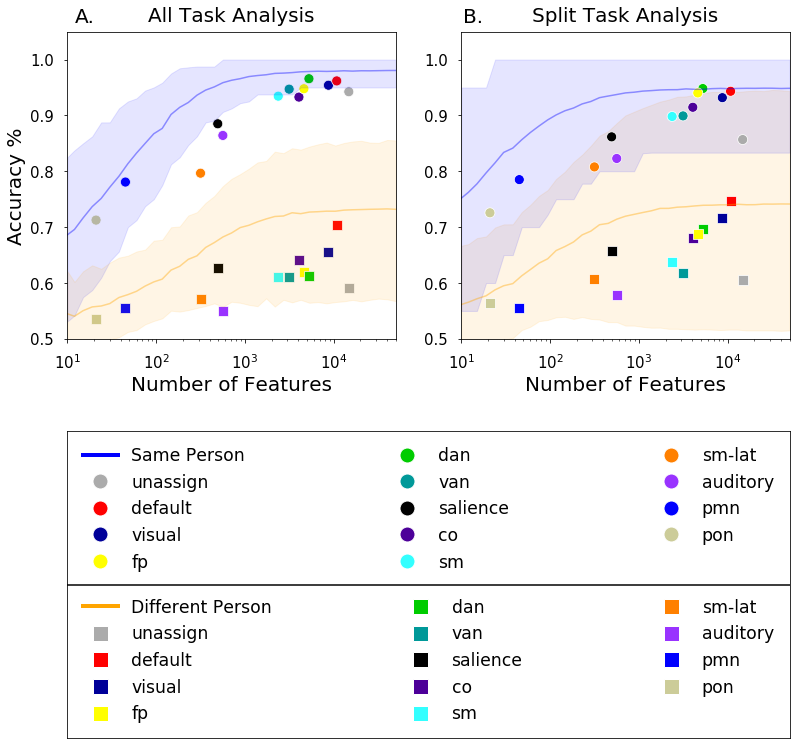 A. All Task Analysis
B. Split Task Analysis
Accuracy %
1.0
0.9
0.8
0.7
0.6
0.5
10^1 10^2 10^3 10^4
Number of Features
1.0
0.9
0.8
0.7
0.6
0.5
10^1 10^2 10^3 10^4
Number of Features
Same Person dan sm-lat
unassign van auditory
default salience pmn
visual co pon
fp sm
Different Person dan sm-lat
unassign van auditory
default salience pmn
visual co pon
fp sm